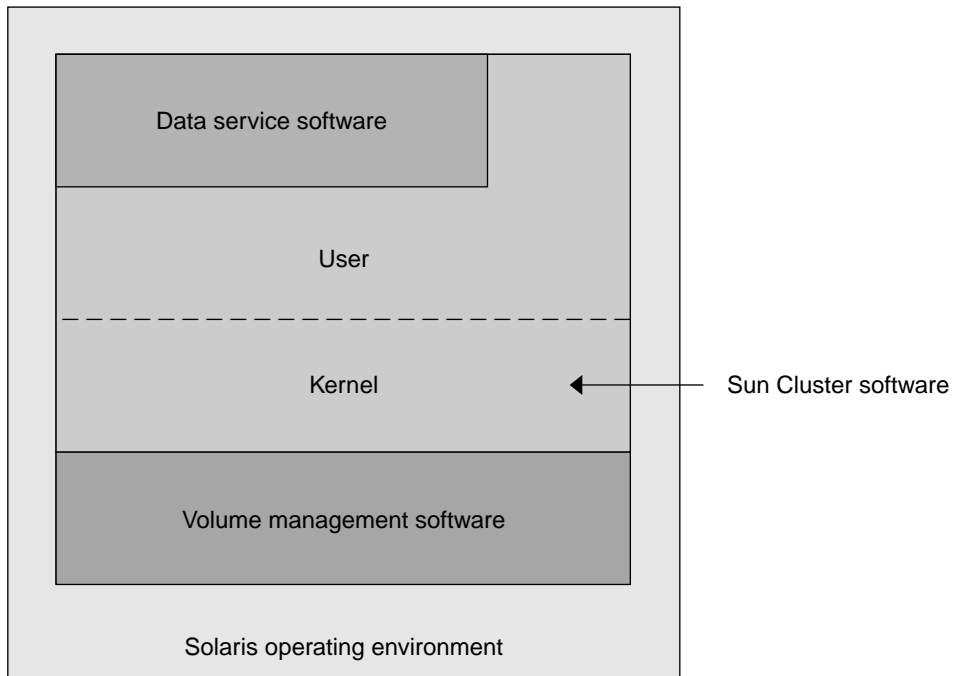 Data service software
User
Kernel
Sun Cluster software
Volume management software
Solaris operating environment